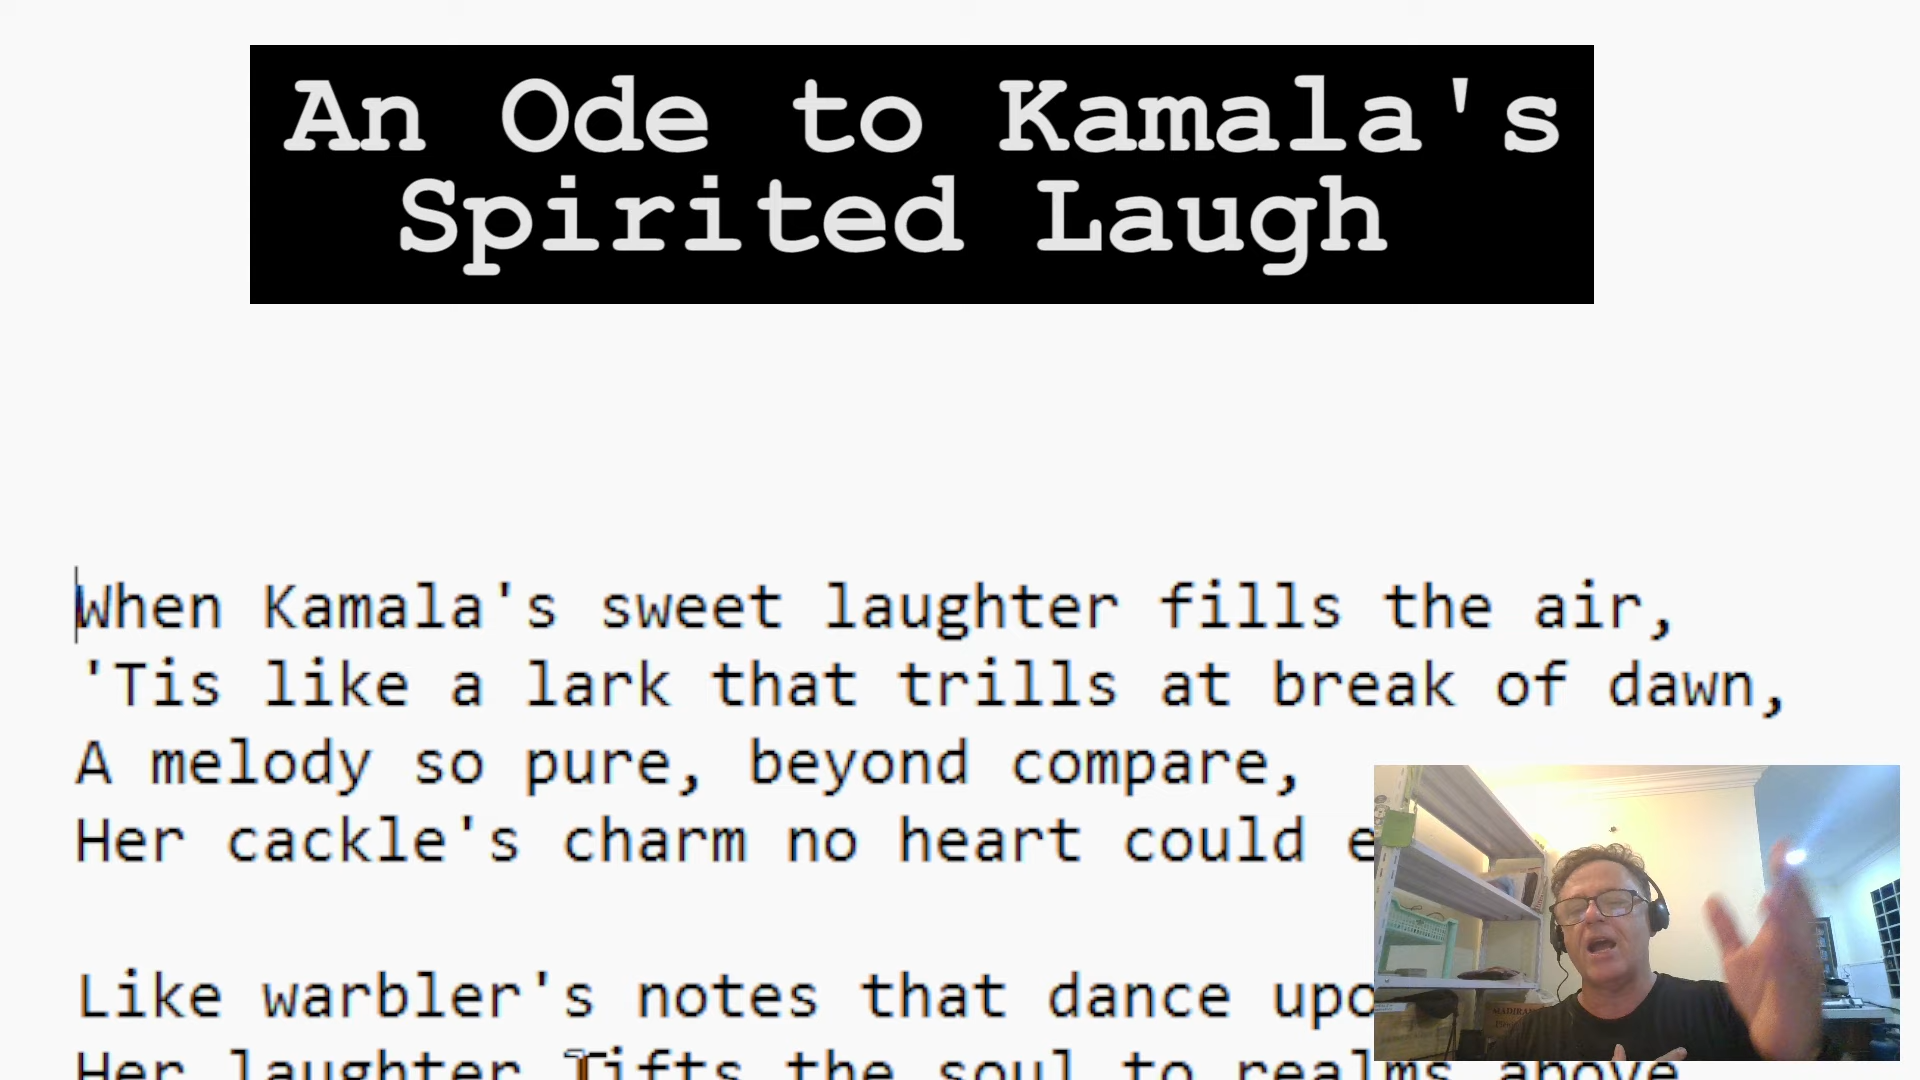 An Ode to Kamala's
Spirited Laugh
When Kamala's sweet laughter fills the air,
'Tis like a lark that trills at break of dawn,
A melody so pure, beyond compare,
Her cackle's charm no heart could
Like warbler's notes that dance
Her laughter lifts the soul to realms above